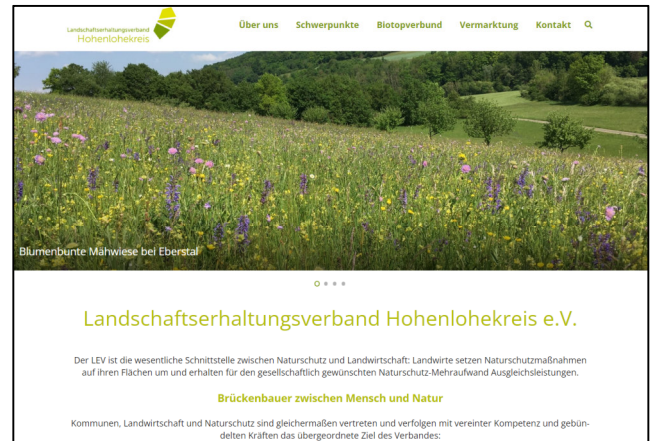 Landschaftserhaltungsverband
Hohenlohekreis
Über uns Schwerpunkte Biotopverbund Vermarktung Kontakt
Blumenbunte Mähwiese bei Eberstal
Landschaftserhaltungsverband Hohenlohekreis e.V.
Der LEV ist die wesentliche Schnittstelle zwischen Naturschutz und Landwirtschaft: Landwirte setzen Naturschutzmaßnahmen
auf ihren Flächen um und erhalten für den gesellschaftlich gewünschten Naturschutz-Mehraufwand Ausgleichsleistungen.
Brückenbauer zwischen Mensch und Natur
Kommunen, Landwirtschaft und Naturschutz sind gleichermaßen vertreten und verfolgen mit vereinter Kompetenz und gebün-
delten Kräften das übergeordnete Ziel des Verbandes: